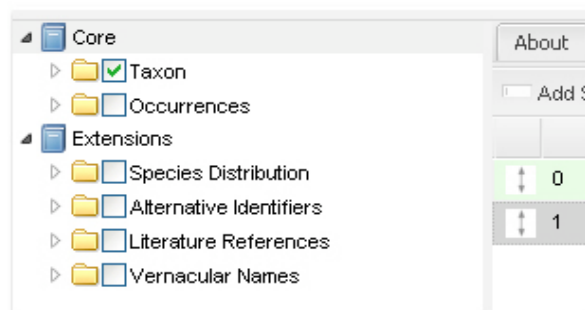 Core
Taxon
Occurrences
Extensions
Species Distribution
Alternative Identifiers
Literature References
Vernacular Names
About
Add
0
1